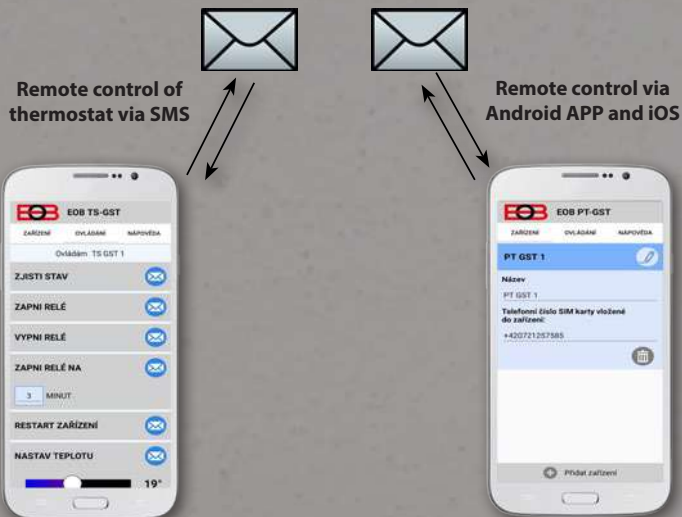 Remote control of
thermostat via SMS
Remote control via
Android APP and iOS
EOB EOB TS-GST
ZAŘÍZENÍ OVLÁDÁNÍ NÁPOVĚDA
Ovládám TS GST 1
ZJISTI STAV
ZAPNI RELÉ
VYPNI RELÉ
ZAPNI RELÉ NA
3 MINUT
RESTART ZAŘÍZENÍ
NASTAV TEPLOTU
19°
EOB EOB PT-GST
ZAŘÍZENÍ OVLÁDÁNÍ NÁPOVĚDA
PT GST 1
Název
PT GST 1
Telefonní číslo SIM karty vložené
do zařízení:
+420721257585
Přidat zařízení